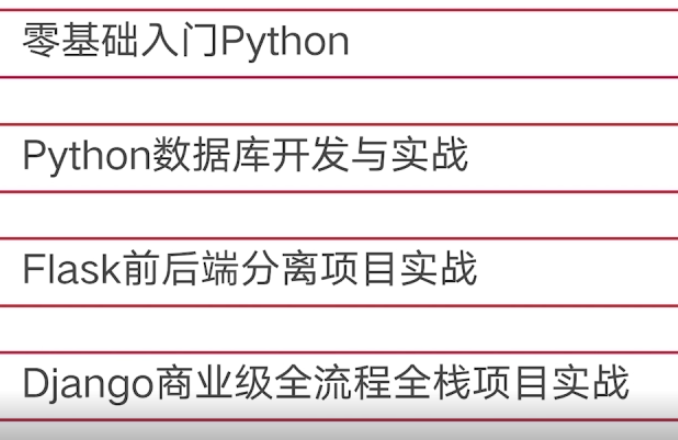 零基础入门Python
Python数据库开发与实战
Flask前后端分离项目实战
Django商业级全流程全栈项目实战